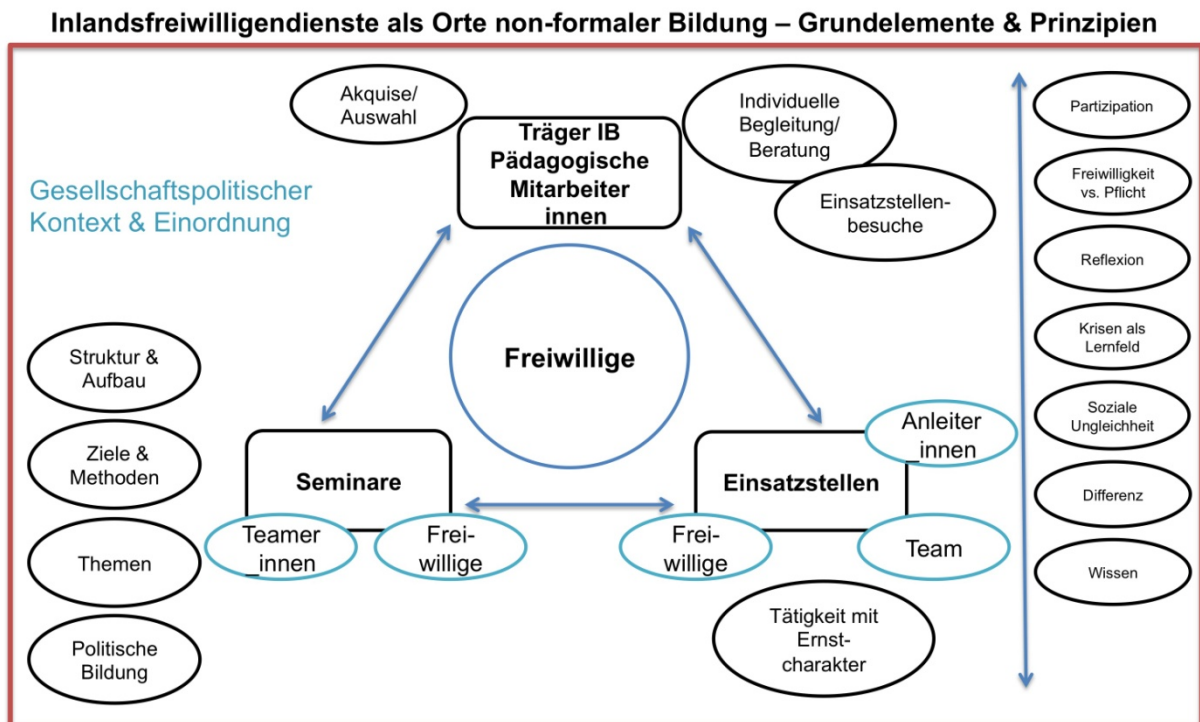 Inlandsfreiwilligendienste als Orte non-formaler Bildung – Grundelemente & Prinzipien
Akquise/
Auswahl
Träger IB
Pädagogische
Mitarbeiter
innen
Individuelle
Begleitung/
Beratung
Einsatzstellen-
besuche
Gesellschaftspolitischer
Kontext & Einordnung
Freiwillige
Struktur &
Aufbau
Ziele &
Methoden
Themen
Politische
Bildung
Seminare
Teamer
_innen
Frei-
willige
Einsatzstellen
Anleiter
_innen
Frei-
willige
Team
Tätigkeit mit
Ernst-
charakter
Partizipation
Freiwilligkeit
vs. Pflicht
Reflexion
Krisen als
Lernfeld
Soziale
Ungleichheit
Differenz
Wissen